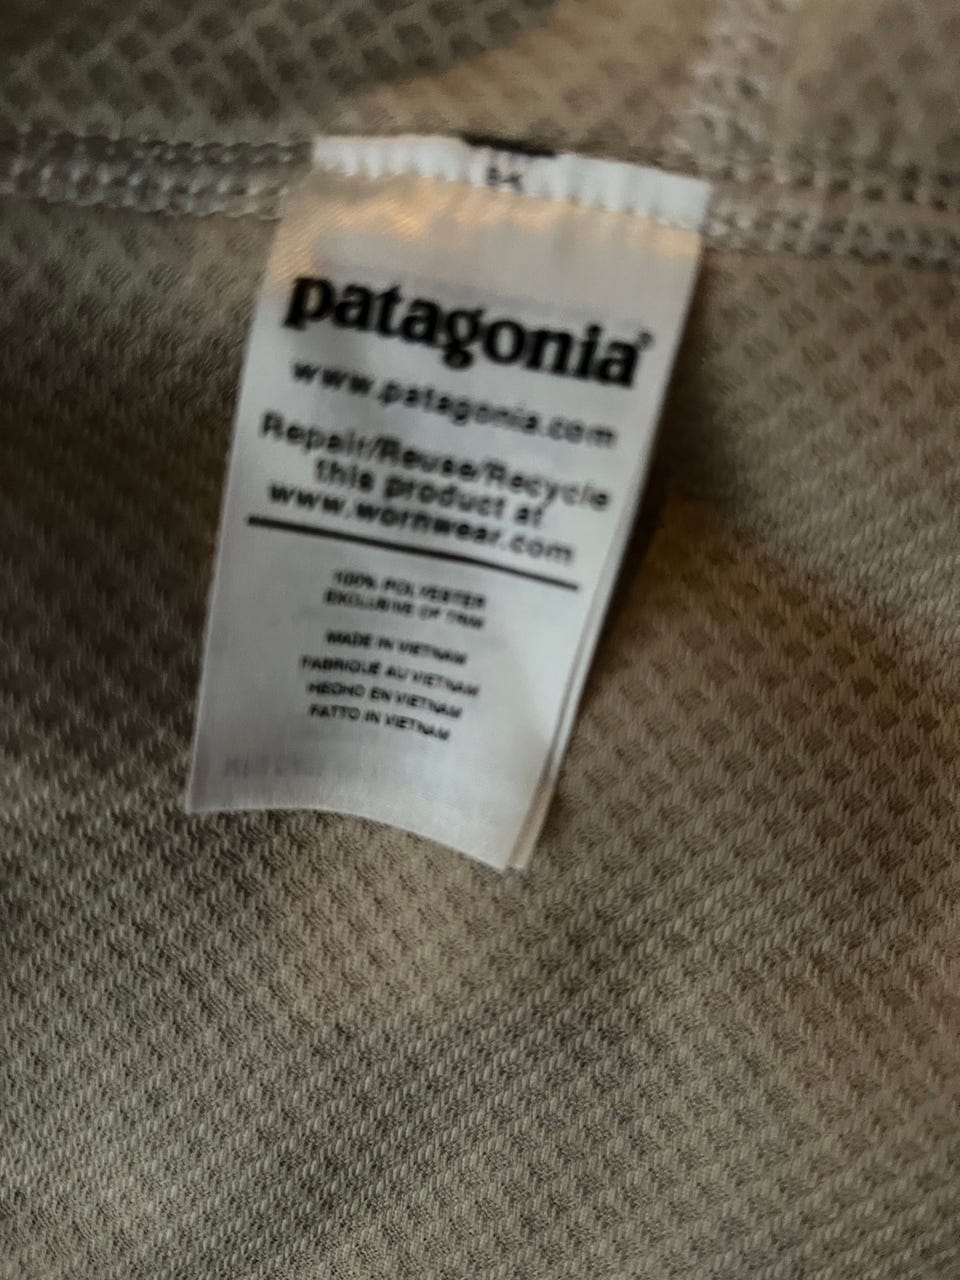 patagonia®
www.patagonia.com
Repair/Reuse/Recycle
this product at
www.wornwear.com
100% POLYESTER
EXCLUSIVE OF TRIM
MADE IN VIETNAM
FABRIQUÉ AU VIETNAM
HECHO EN VIETNAM
FATTO IN VIETNAM